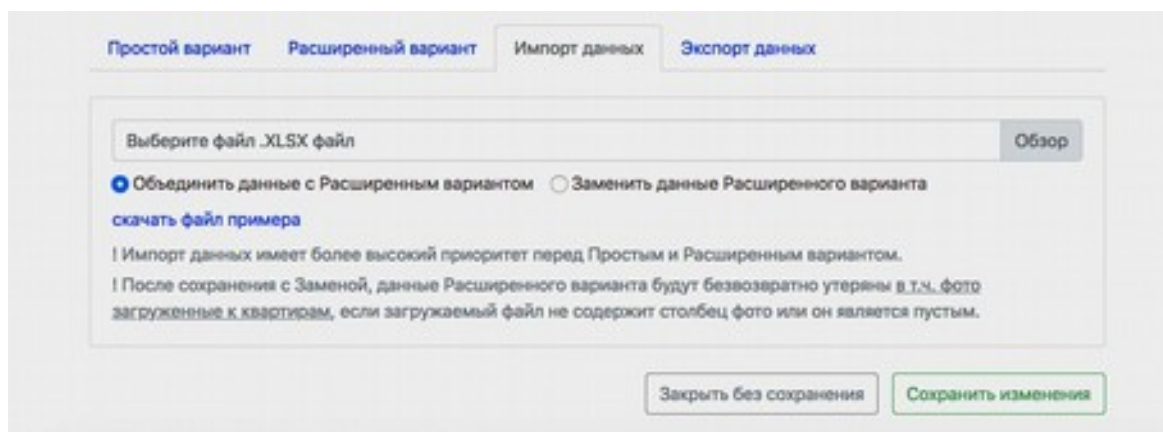 Простой вариант Расширенный вариант Импорт данных Экспорт данных
Выберите файл .XLSX файл Обзор
Объединить данные с Расширенным вариантом Заменить данные Расширенного варианта
скачать файл примера
! Импорт данных имеет более высокий приоритет перед Простым и Расширенным вариантом.
! После сохранения с Заменой, данные Расширенного варианта будут безвозвратно утеряны в т.ч. фото
загруженные к квартирам, если загружаемый файл не содержит столбец фото или он является пустым.
Закрыть без сохранения Сохранить изменения